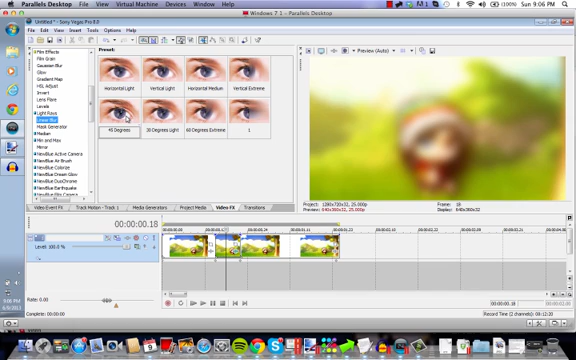 Parallels Desktop File Edit View Virtual Machine Devices Window Help
9:06 PM
Windows 7.1 - Parallels Desktop
Untitled * - Sony Vegas Pro 8.0
File Edit View Insert Tools Options Help
Film Effects
Film Grain
Gaussian Blur
Glow
Gradient Map
HSL Adjust
Invert
Lens Flare
Levels
Light Rays
Linear Blur
Mask Generator
Median
Min and Max
Mirror
NewBlue Active Camera
NewBlue Air Brush
NewBlue Colorize
NewBlue Dream Glow
NewBlue DuoChrome
NewBlue Earthquake
Preset:
Horizontal Light
Vertical Light
Horizontal Medium
Vertical Extreme
45 Degrees
30 Degrees Light
60 Degrees Extreme
1
Preview (Auto)
Project: 1280x720x32, 25.000p
Preview: 640x360x32, 25.000p
Frame: 18
Video Event FX
Track Motion - Track 1
Media Generators
Project Media
Video FX
Transitions
00:00:00.18
Level: 100.0 %
Rate: 0.00
Complete: 00:00:00
Record Time (2 channels):
9:06 PM